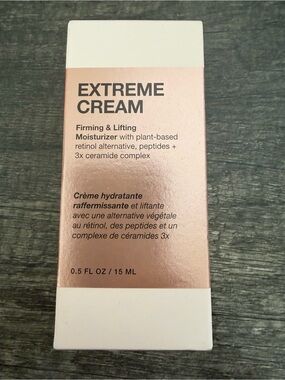 EXTREME
CREAM
Firming & Lifting
Moisturizer with plant-based
retinol alternative, peptides +
3x ceramide complex
Crème hydratante
raffermissante et liftante
avec une alternative végétale
au rétinol, des peptides et un
complexe de céramides 3x
0.5 FL OZ / 15 ML